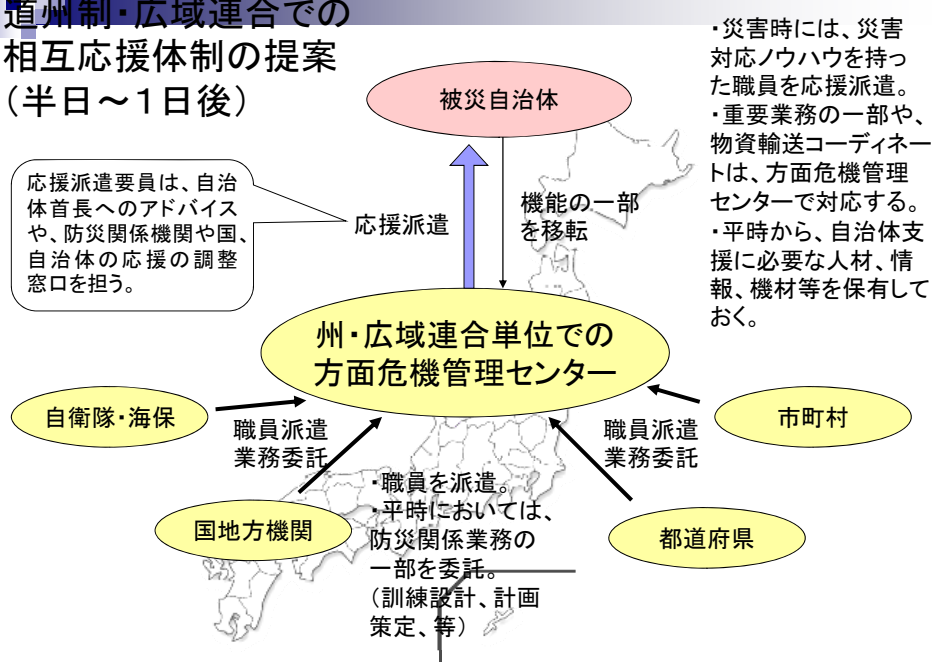 道州制・広域連合での
相互応援体制の提案
（半日～１日後）
・災害時には、災害
対応ノウハウを持っ
た職員を応援派遣。
・重要業務の一部や、
物資輸送コーディネー
トは、方面危機管理
センターで対応する。
・平時から、自治体支
援に必要な人材、情
報、機材等を保有して
おく。
被災自治体
応援派遣要員は、自治
体首長へのアドバイス
や、防災関係機関や国、
自治体の応援の調整
窓口を担う。
応援派遣
機能の一部
を移転
州・広域連合単位での
方面危機管理センター
自衛隊・海保
職員派遣
業務委託
職員派遣
業務委託
市町村
国地方機関
・職員を派遣。
・平時においては、
防災関係業務の
一部を委託。
（訓練設計、計画
策定、等）
都道府県